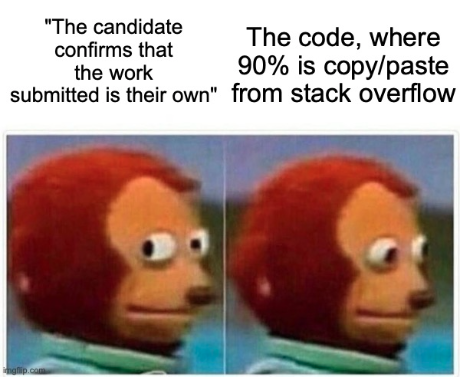 "The candidate
confirms that
the work
submitted is their own"
The code, where
90% is copy/paste
from stack overflow
imgflip.com